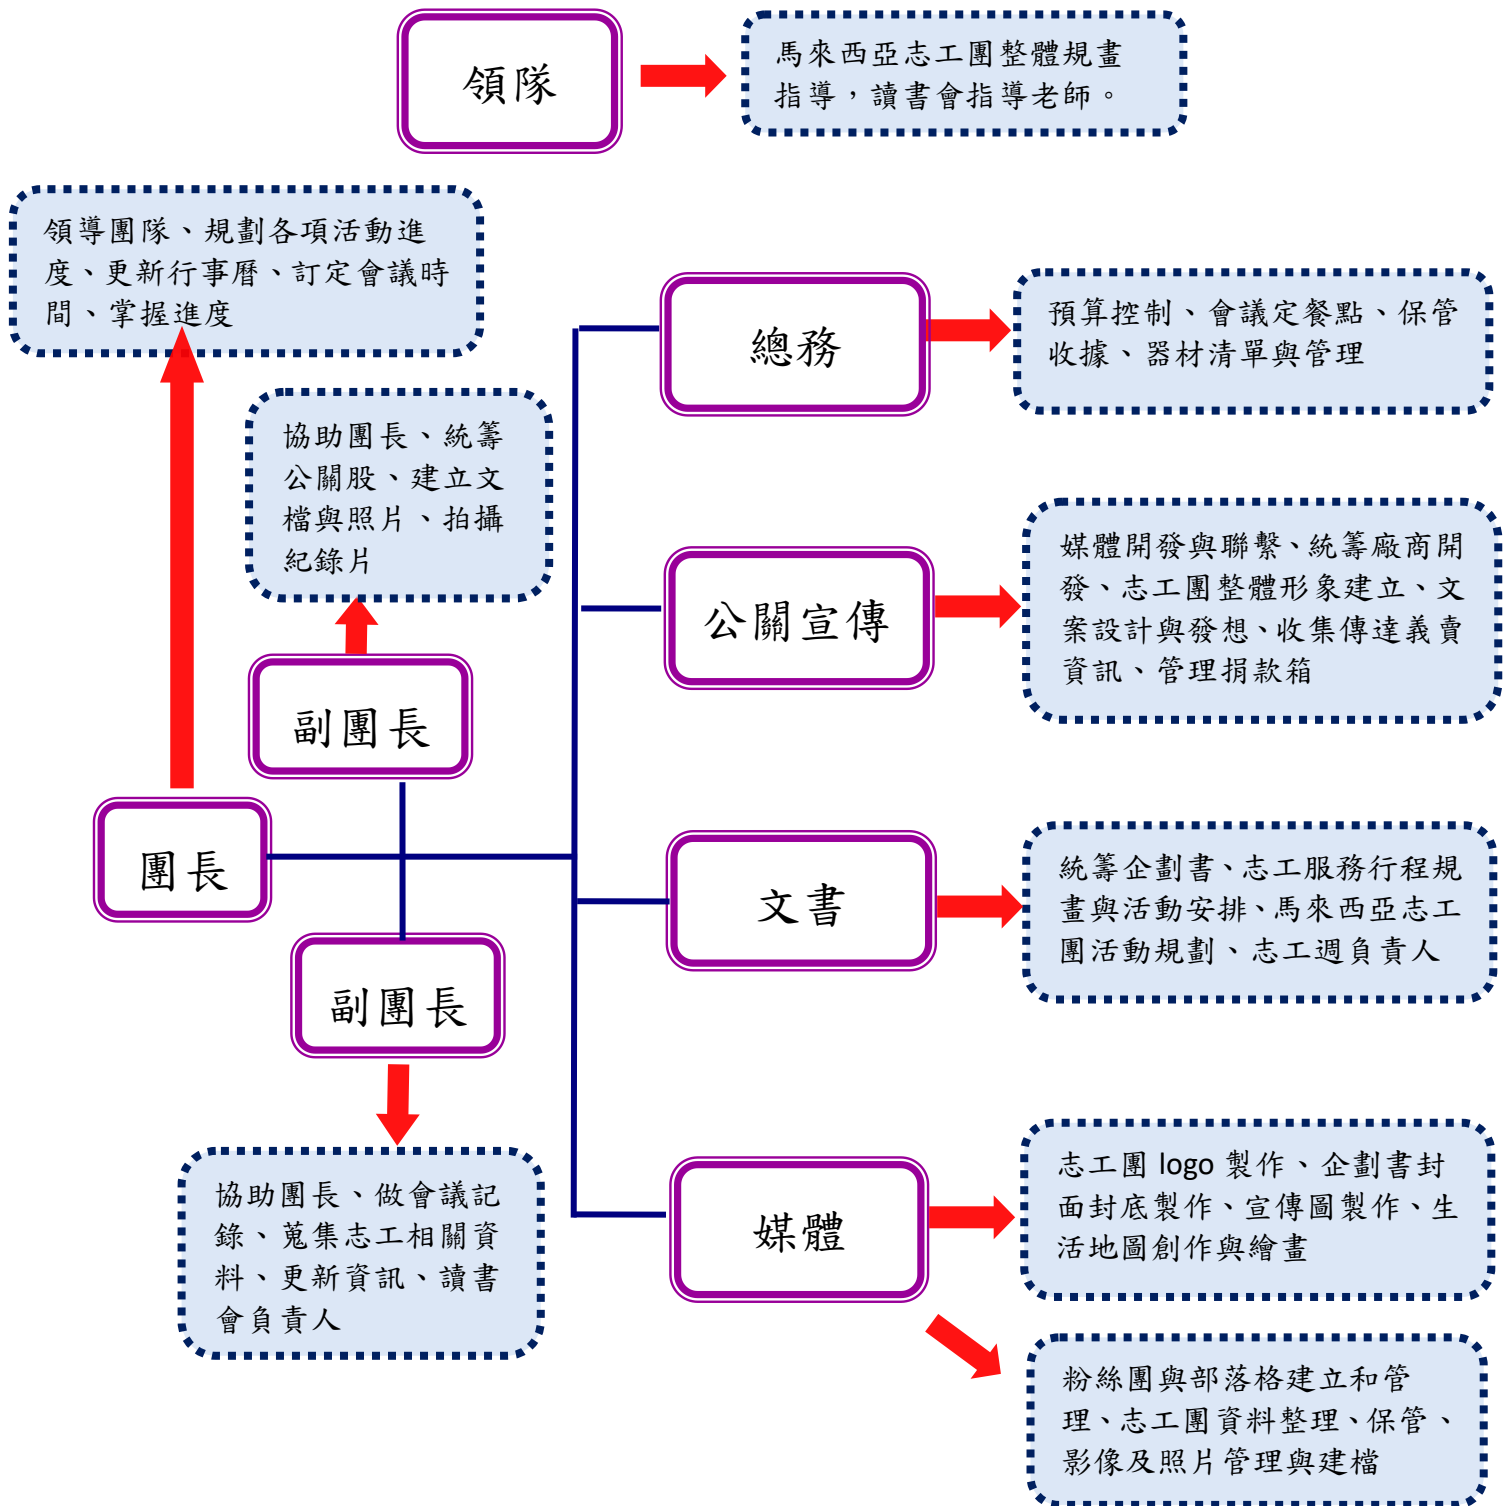 領隊
馬來西亞志工團整體規畫
指導，讀書會指導老師。
領導團隊、規劃各項活動進
度、更新行事曆、訂定會議時
間、掌握進度
總務
預算控制、會議定餐點、保管
收據、器材清單與管理
協助團長、統籌
公關股、建立文
檔與照片、拍攝
紀錄片
公關宣傳
媒體開發與聯繫、統籌廠商開
發、志工團整體形象建立、文
案設計與發想、收集傳達義賣
資訊、管理捐款箱
副團長
團長
文書
統籌企劃書、志工服務行程規
畫與活動安排、馬來西亞志工
團活動規劃、志工週負責人
副團長
協助團長、做會議記
錄、蒐集志工相關資
料、更新資訊、讀書
會負責人
媒體
志工團 logo 製作、企劃書封
面封底製作、宣傳圖製作、生
活地圖創作與繪畫
粉絲團與部落格建立和管
理、志工團資料整理、保管、
影像及照片管理與建檔